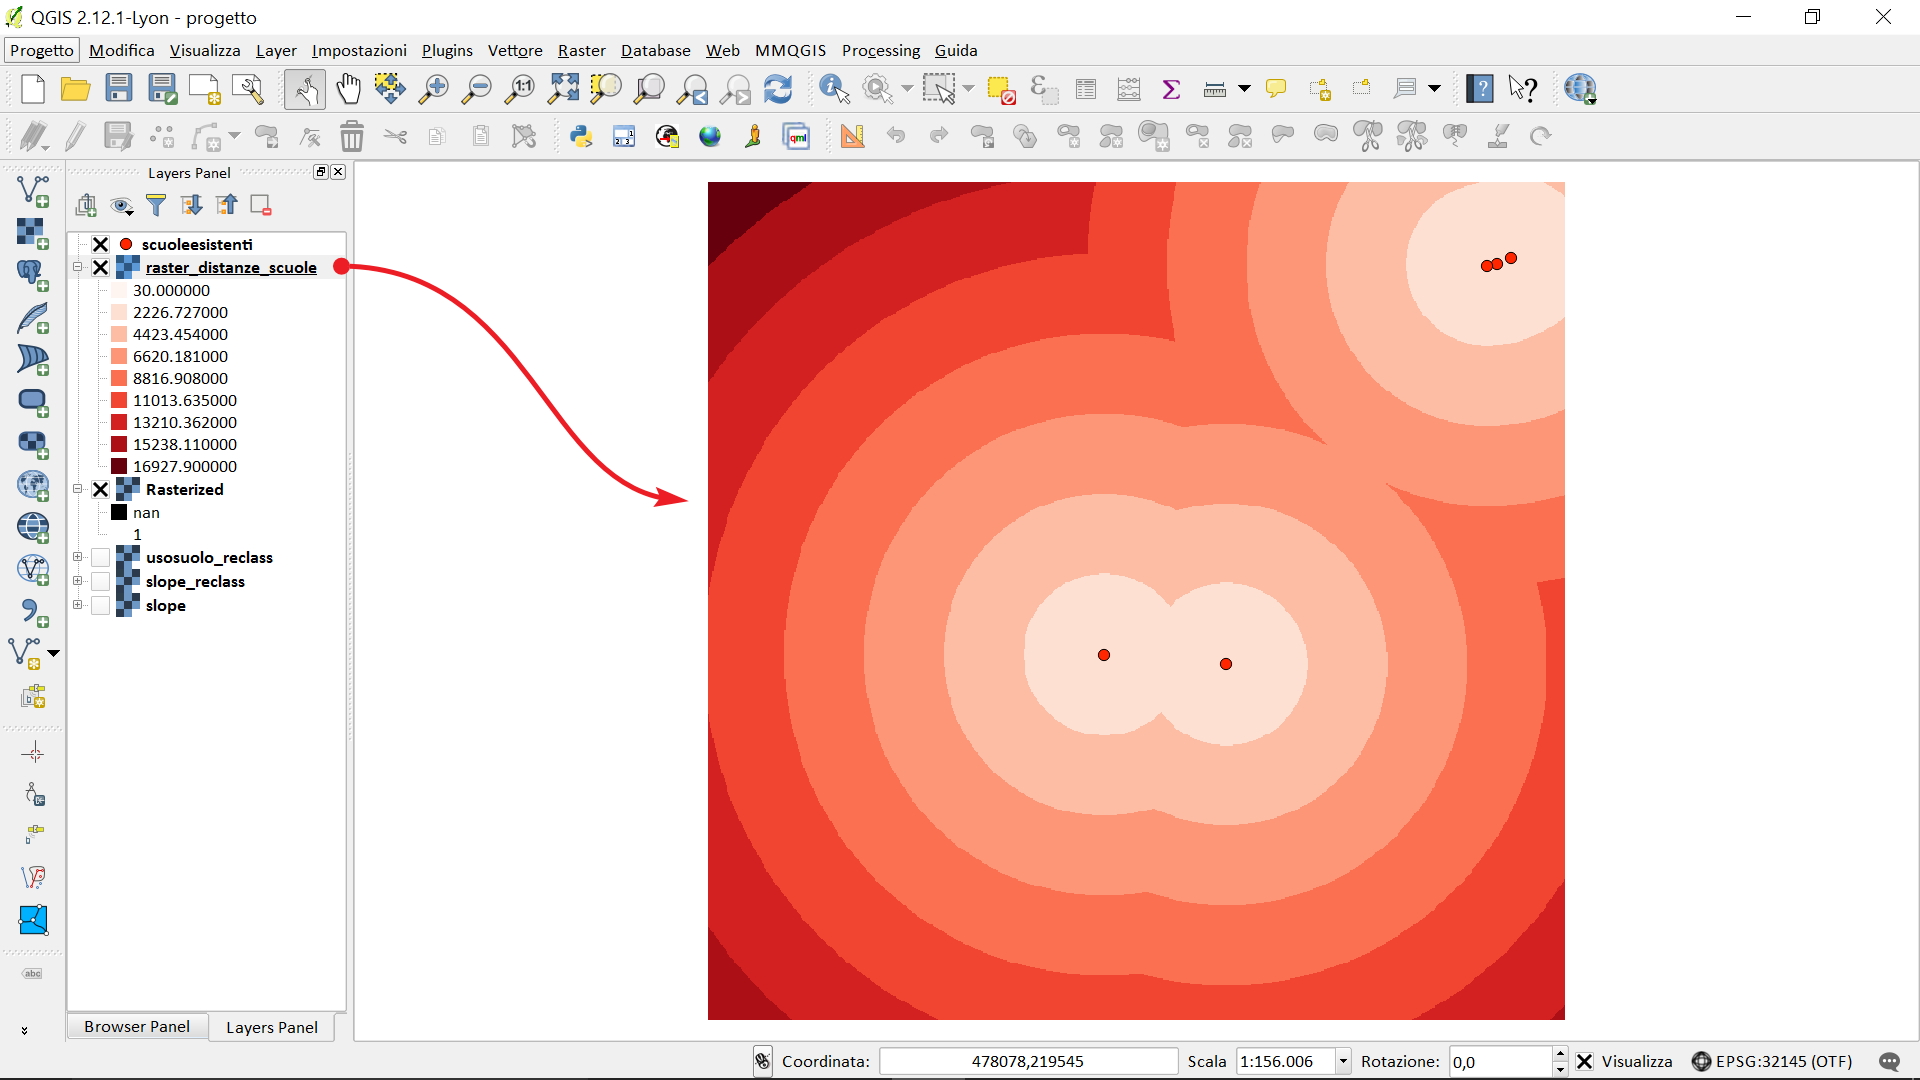 QGIS 2.12.1-Lyon - progetto
Progetto Modifica Visualizza Layer Impostazioni Plugins Vettore Raster Database Web MMQGIS Processing Guida
Layers Panel
scuoleesistenti
raster_distanze_scuole
30.000000
2226.727000
4423.454000
6620.181000
8816.908000
11013.635000
13210.362000
15238.110000
16927.900000
Rasterized
nan
1
usosuolo_reclass
slope_reclass
slope
abc
Browser Panel Layers Panel
Coordinata: 478078,219545 Scala 1:156.006 Rotazione: 0,0 Visualizza EPSG:32145 (OTF)